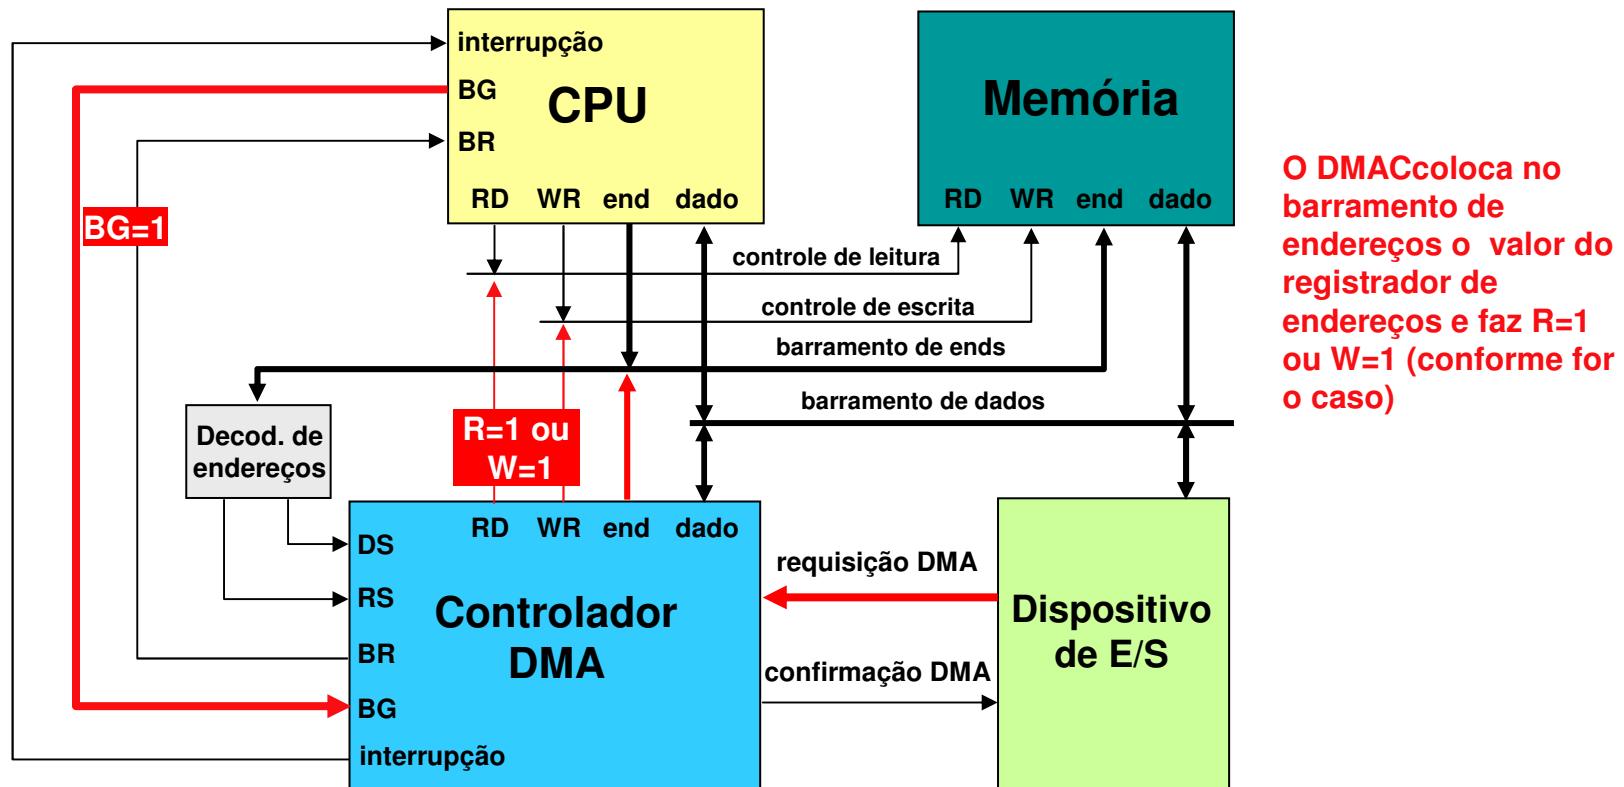 interrupção
BG
CPU
BR
RD WR end dado
Memória
RD WR end dado
BG=1
controle de leitura
controle de escrita
barramento de ends
barramento de dados
O DMACcoloca no
barramento de
endereços o valor do
registrador de
endereços e faz R=1
ou W=1 (conforme for
o caso)
Decod. de
endereços
R=1 ou
W=1
RD WR end dado
DS
RS
BR
BG
interrupção
Controlador
DMA
requisição DMA
confirmação DMA
Dispositivo
de E/S